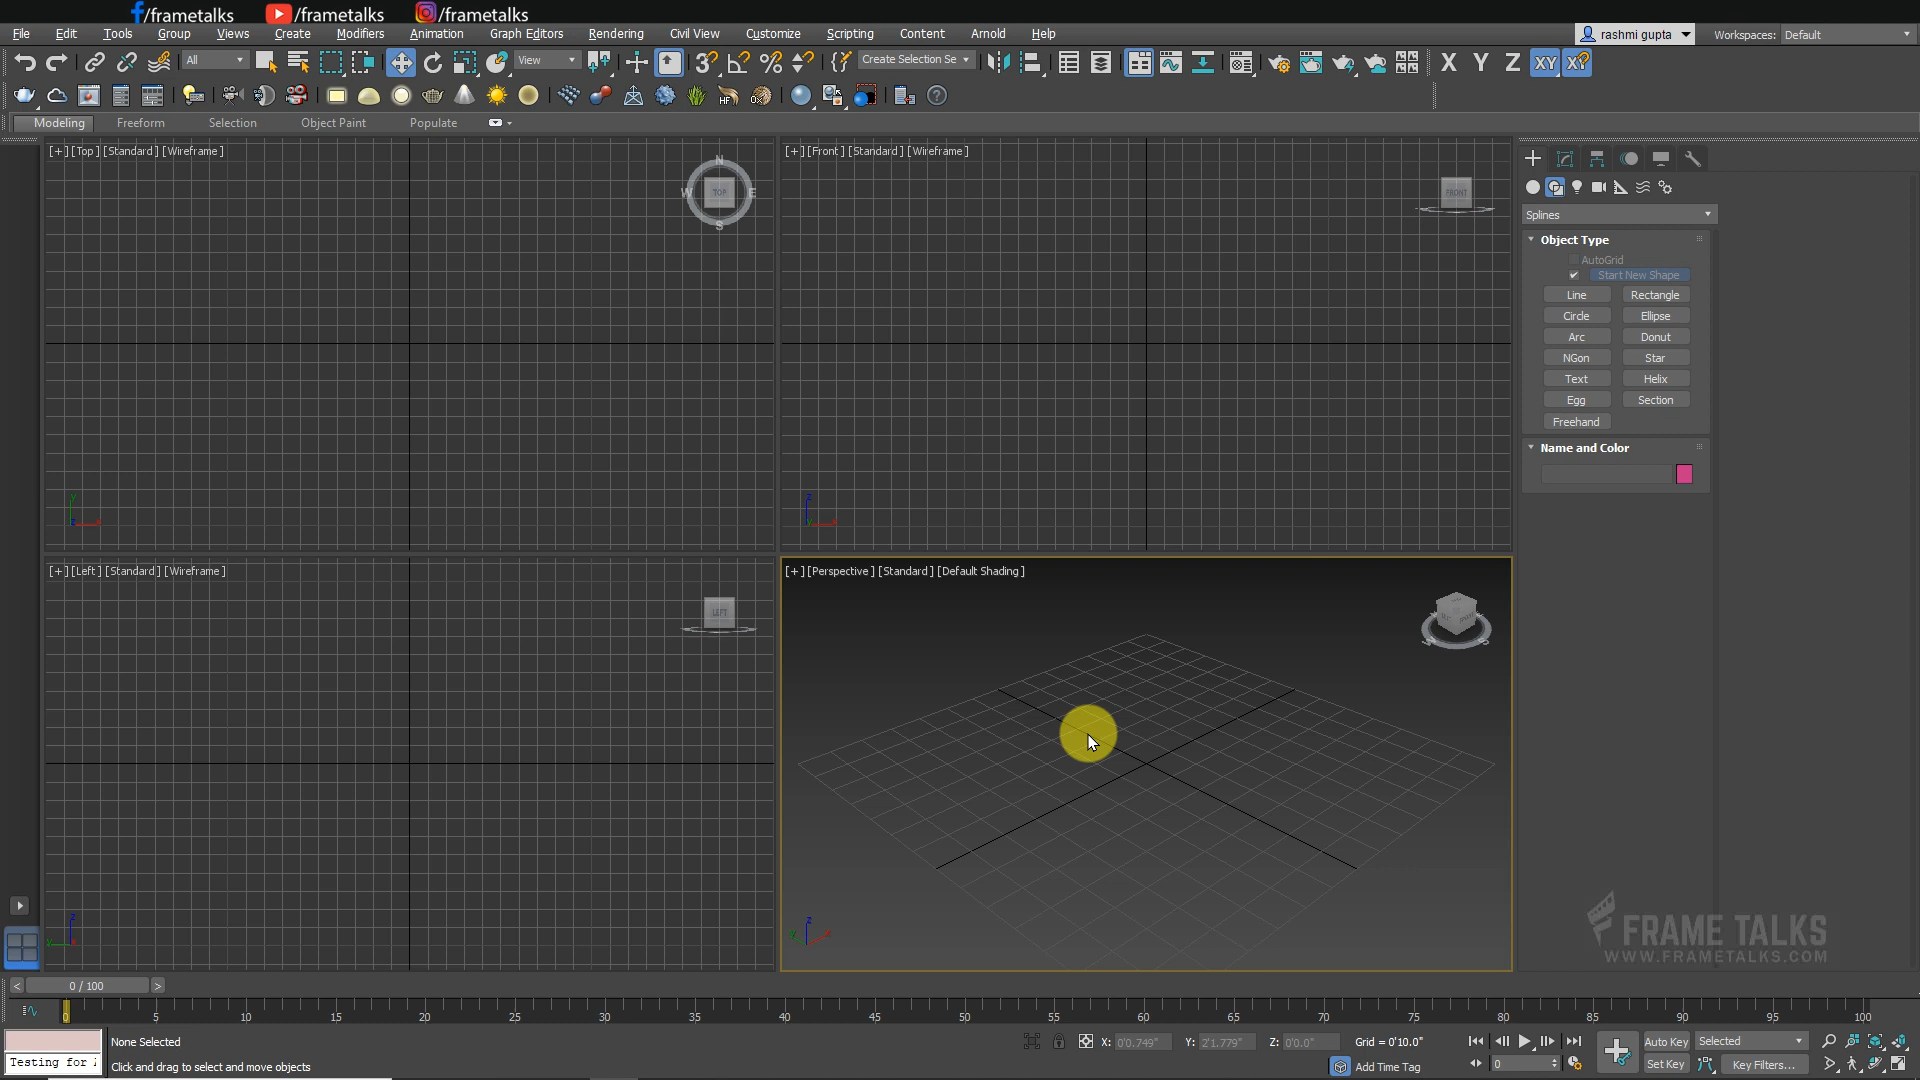 /frametalks /frametalks /frametalks
File Edit Tools Group Views Create Modifiers Animation Graph Editors Rendering Civil View Customize Scripting Content Arnold Help rashmi gupta Workspaces: Default
All View Create Selection Se X Y Z XY
Modeling Freeform Selection Object Paint Populate
[+] [Top] [Standard] [Wireframe]
N W TOP E S
[+] [Front] [Standard] [Wireframe]
FRONT
Splines
Object Type
AutoGrid
Start New Shape
Line Rectangle
Circle Ellipse
Arc Donut
NGon Star
Text Helix
Egg Section
Freehand
Name and Color
[+] [Left] [Standard] [Wireframe]
LEFT
[+] [Perspective] [Standard] [Default Shading]
FRAME TALKS
WWW.FRAMETALKS.COM
< 0 / 100 >
0 5 10 15 20 25 30 35 40 45 50 55 60 65 70 75 80 85 90 95 100
None Selected X: 0'0.749" Y: 2'1.779" Z: 0'0.0" Grid = 0'10.0" Auto Key Selected
Testing for Click and drag to select and move objects Add Time Tag 0 Set Key Key Filters...